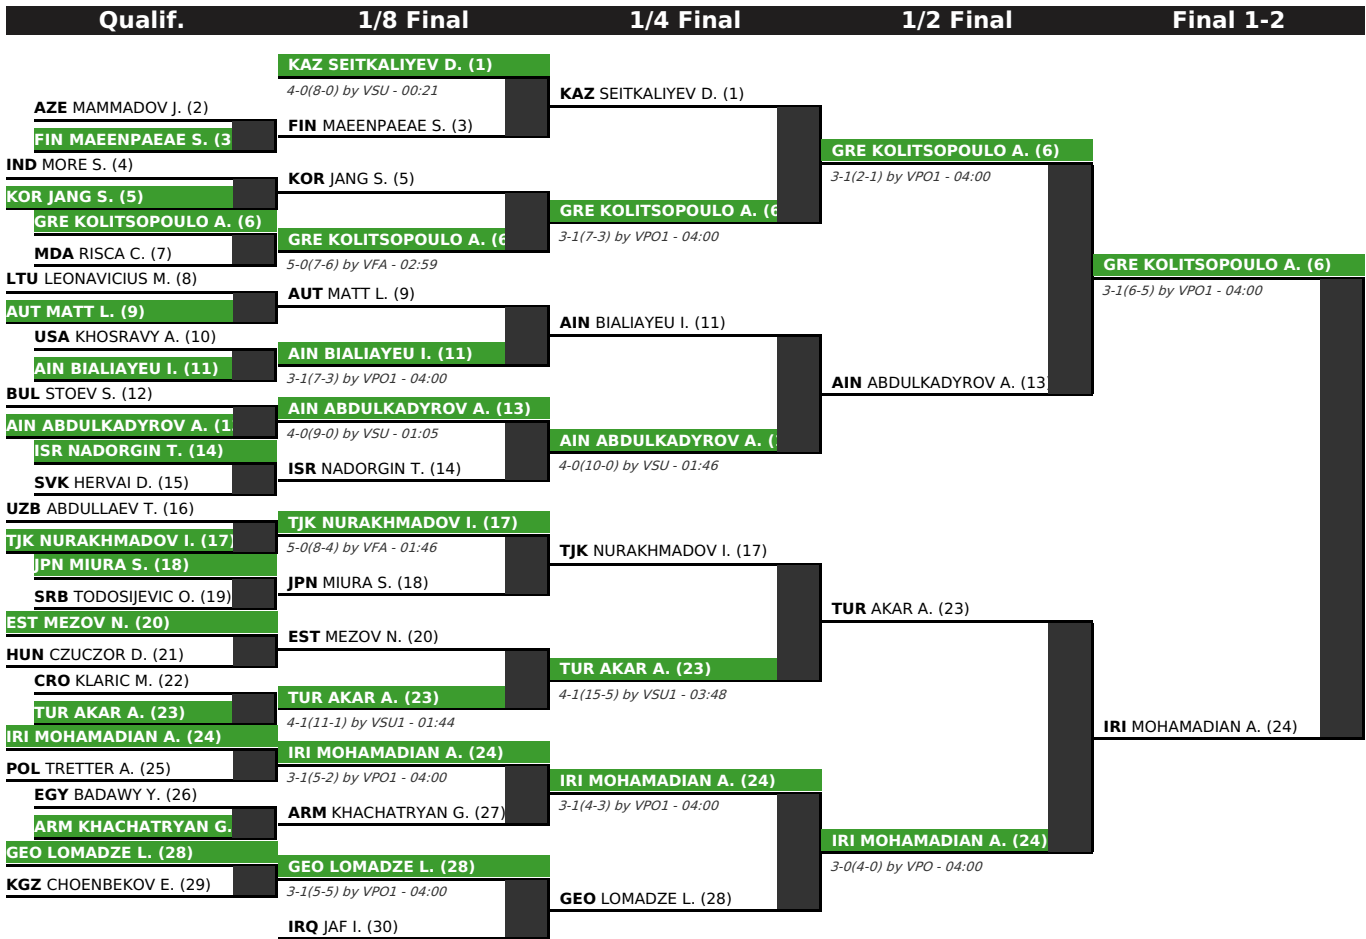 Qualif.
1/8 Final
1/4 Final
1/2 Final
Final 1-2
AZE MAMMADOV J. (2)
FIN MAEENPAEAE S. (3
IND MORE S. (4)
KOR JANG S. (5)
GRE KOLITSOPOULO A. (6)
MDA RISCA C. (7)
LTU LEONAVICIUS M. (8)
AUT MATT L. (9)
USA KHOSRAVY A. (10)
AIN BIALIAYEU I. (11)
BUL STOEV S. (12)
AIN ABDULKADYROV A. (1
ISR NADORGIN T. (14)
SVK HERVAI D. (15)
UZB ABDULLAEV T. (16)
TJK NURAKHMADOV I. (17)
JPN MIURA S. (18)
SRB TODOSIJEVIC O. (19)
EST MEZOV N. (20)
HUN CZUCZOR D. (21)
CRO KLARIC M. (22)
TUR AKAR A. (23)
IRI MOHAMADIAN A. (24)
POL TRETTER A. (25)
EGY BADAWY Y. (26)
ARM KHACHATRYAN G.
GEO LOMADZE L. (28)
KGZ CHOENBEKOV E. (29)
KAZ SEITKALIYEV D. (1)
4-0(8-0) by VSU - 00:21
FIN MAEENPAEAE S. (3)
KOR JANG S. (5)
GRE KOLITSOPOULO A. (6
5-0(7-6) by VFA - 02:59
AUT MATT L. (9)
AIN BIALIAYEU I. (11)
3-1(7-3) by VPO1 - 04:00
AIN ABDULKADYROV A. (13)
4-0(9-0) by VSU - 01:05
ISR NADORGIN T. (14)
TJK NURAKHMADOV I. (17)
5-0(8-4) by VFA - 01:46
JPN MIURA S. (18)
EST MEZOV N. (20)
TUR AKAR A. (23)
4-1(11-1) by VSU1 - 01:44
IRI MOHAMADIAN A. (24)
3-1(5-2) by VPO1 - 04:00
ARM KHACHATRYAN G. (27)
GEO LOMADZE L. (28)
3-1(5-5) by VPO1 - 04:00
IRQ JAF I. (30)
KAZ SEITKALIYEV D. (1)
GRE KOLITSOPOULO A. (6
3-1(7-3) by VPO1 - 04:00
AIN BIALIAYEU I. (11)
AIN ABDULKADYROV A. (
4-0(10-0) by VSU - 01:46
TJK NURAKHMADOV I. (17)
TUR AKAR A. (23)
4-1(15-5) by VSU1 - 03:48
IRI MOHAMADIAN A. (24)
3-1(4-3) by VPO1 - 04:00
GEO LOMADZE L. (28)
GRE KOLITSOPOULO A. (6)
3-1(2-1) by VPO1 - 04:00
AIN ABDULKADYROV A. (13)
TUR AKAR A. (23)
IRI MOHAMADIAN A. (24)
3-0(4-0) by VPO - 04:00
GRE KOLITSOPOULO A. (6)
3-1(6-5) by VPO1 - 04:00
IRI MOHAMADIAN A. (24)